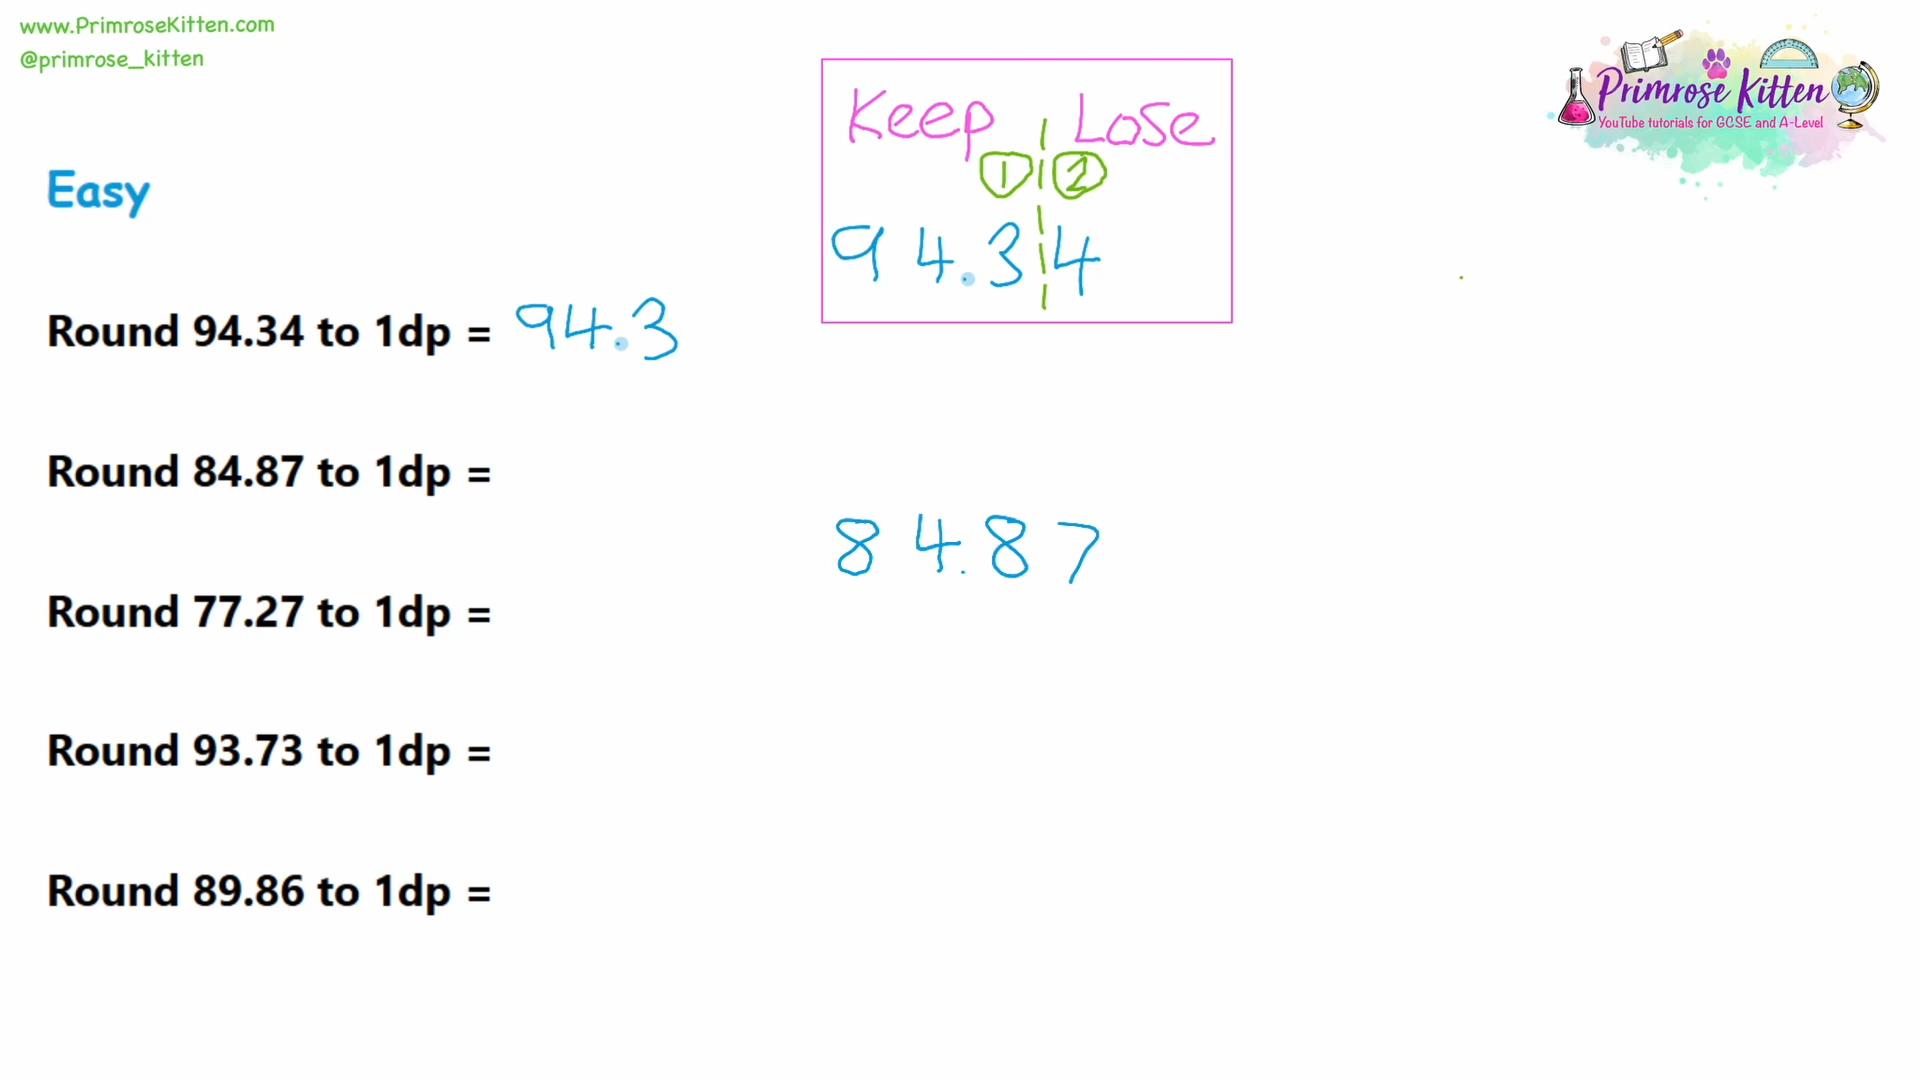 www.PrimroseKitten.com
@primrose_kitten
Primrose Kitten
YouTube tutorials for GCSE and A-Level
Keep Lose
1 2
94.34
Easy
Round 94.34 to 1dp = 94.3
Round 84.87 to 1dp =
84.87
Round 77.27 to 1dp =
Round 93.73 to 1dp =
Round 89.86 to 1dp =